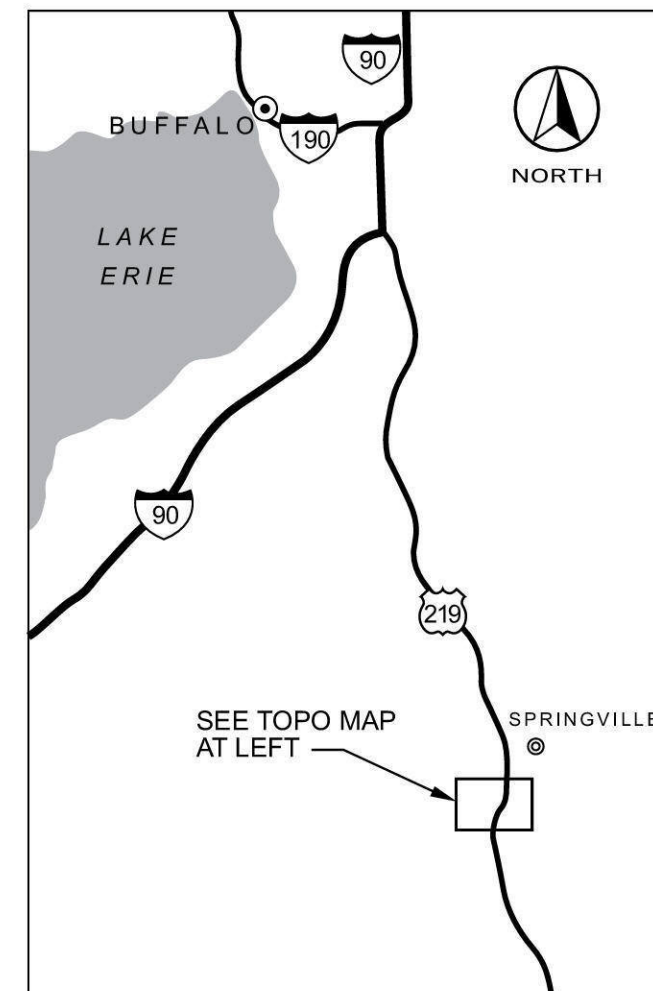 90
BUFFALO
190
NORTH
LAKE
ERIE
90
219
SEE TOPO MAP
AT LEFT
SPRINGVILLE